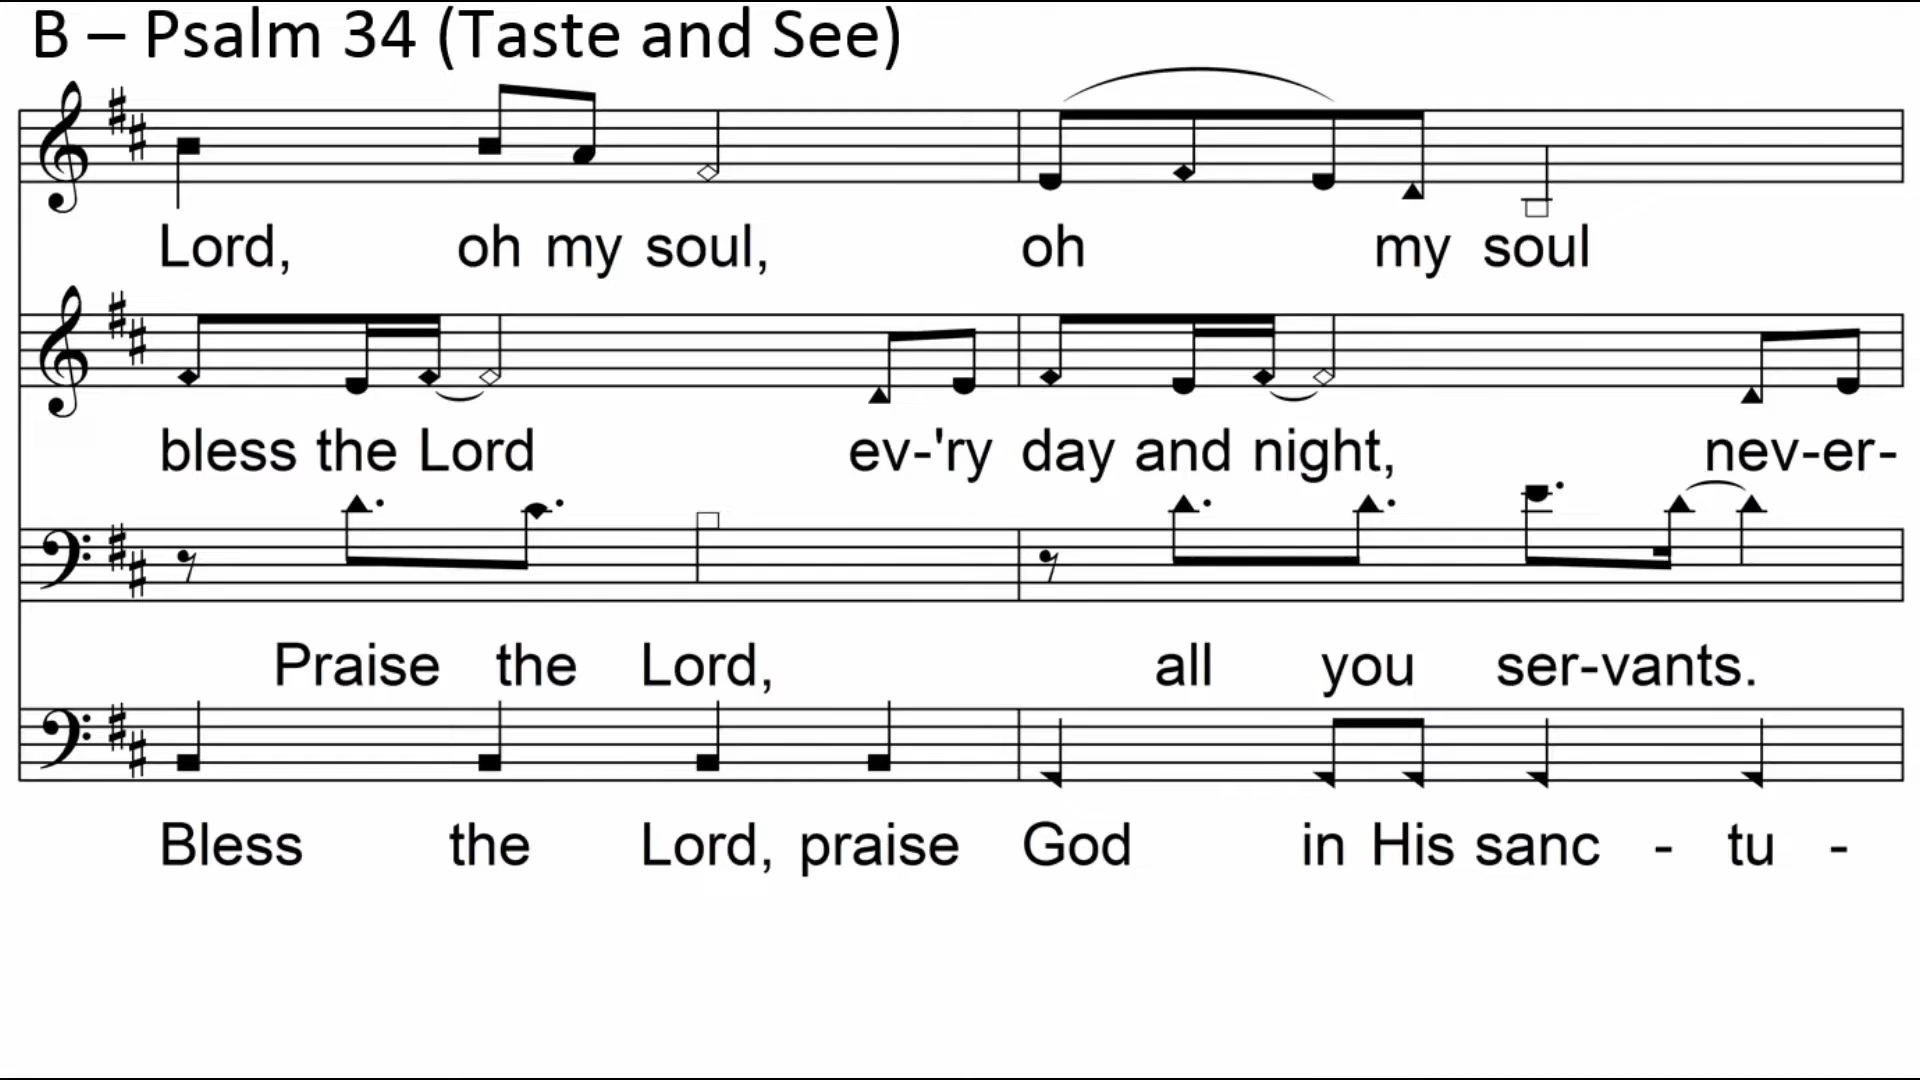 B – Psalm 34 (Taste and See)
Lord, oh my soul, oh my soul
bless the Lord ev-'ry day and night, nev-er-
Praise the Lord, all you ser-vants.
Bless the Lord, praise God in His sanc - tu -